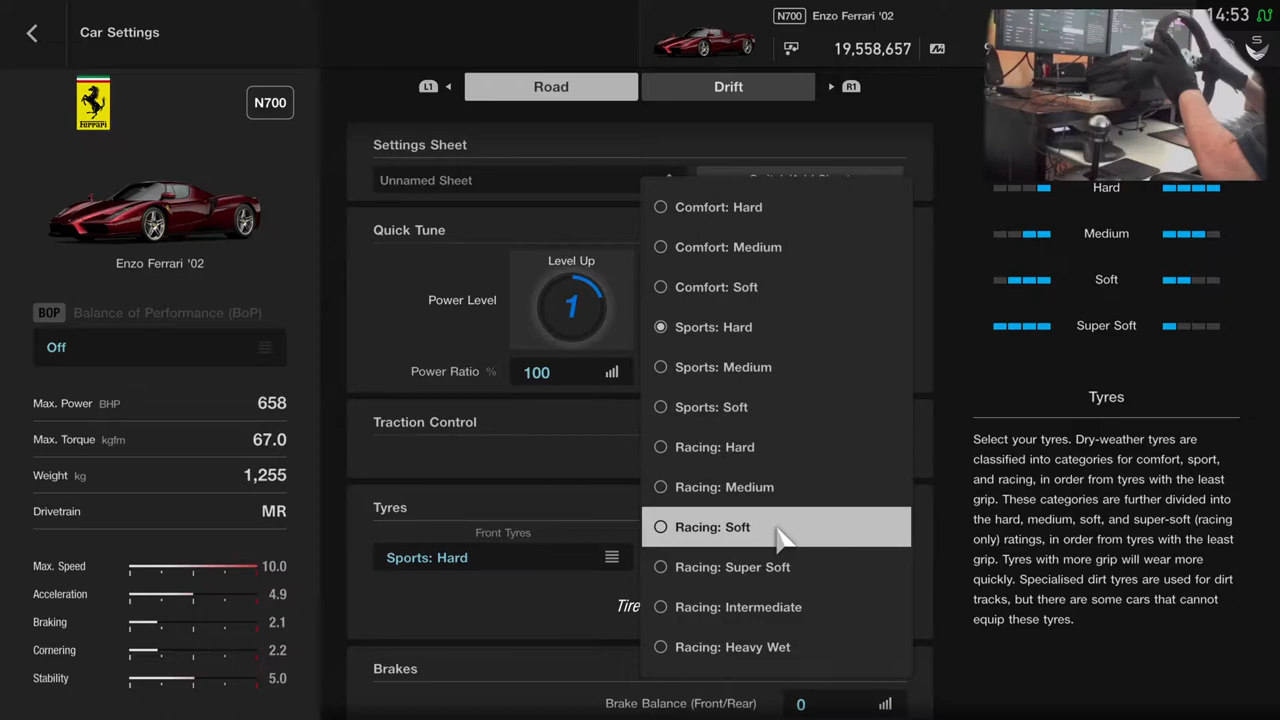 Car Settings
N700 Enzo Ferrari '02
19,558,657
14:53
S
L1 Road Drift R1
Ferrari
N700
Enzo Ferrari '02
BOP Balance of Performance (BoP)
Off
Max. Power BHP 658
Max. Torque kgfm 67.0
Weight kg 1,255
Drivetrain MR
Max. Speed 10.0
Acceleration 4.9
Braking 2.1
Cornering 2.2
Stability 5.0
Settings Sheet
Unnamed Sheet
Quick Tune
Level Up
Power Level 1
Power Ratio % 100
Traction Control
Tyres
Front Tyres
Sports: Hard
Tire
Brakes
Brake Balance (Front/Rear) 0
Comfort: Hard
Comfort: Medium
Comfort: Soft
Sports: Hard
Sports: Medium
Sports: Soft
Racing: Hard
Racing: Medium
Racing: Soft
Racing: Super Soft
Racing: Intermediate
Racing: Heavy Wet
Hard
Medium
Soft
Super Soft
Tyres
Select your tyres. Dry-weather tyres are
classified into categories for comfort, sport,
and racing, in order from tyres with the least
grip. These categories are further divided into
the hard, medium, soft, and super-soft (racing
only) ratings, in order from tyres with the least
grip. Tyres with more grip will wear more
quickly. Specialised dirt tyres are used for dirt
tracks, but there are some cars that cannot
equip these tyres.